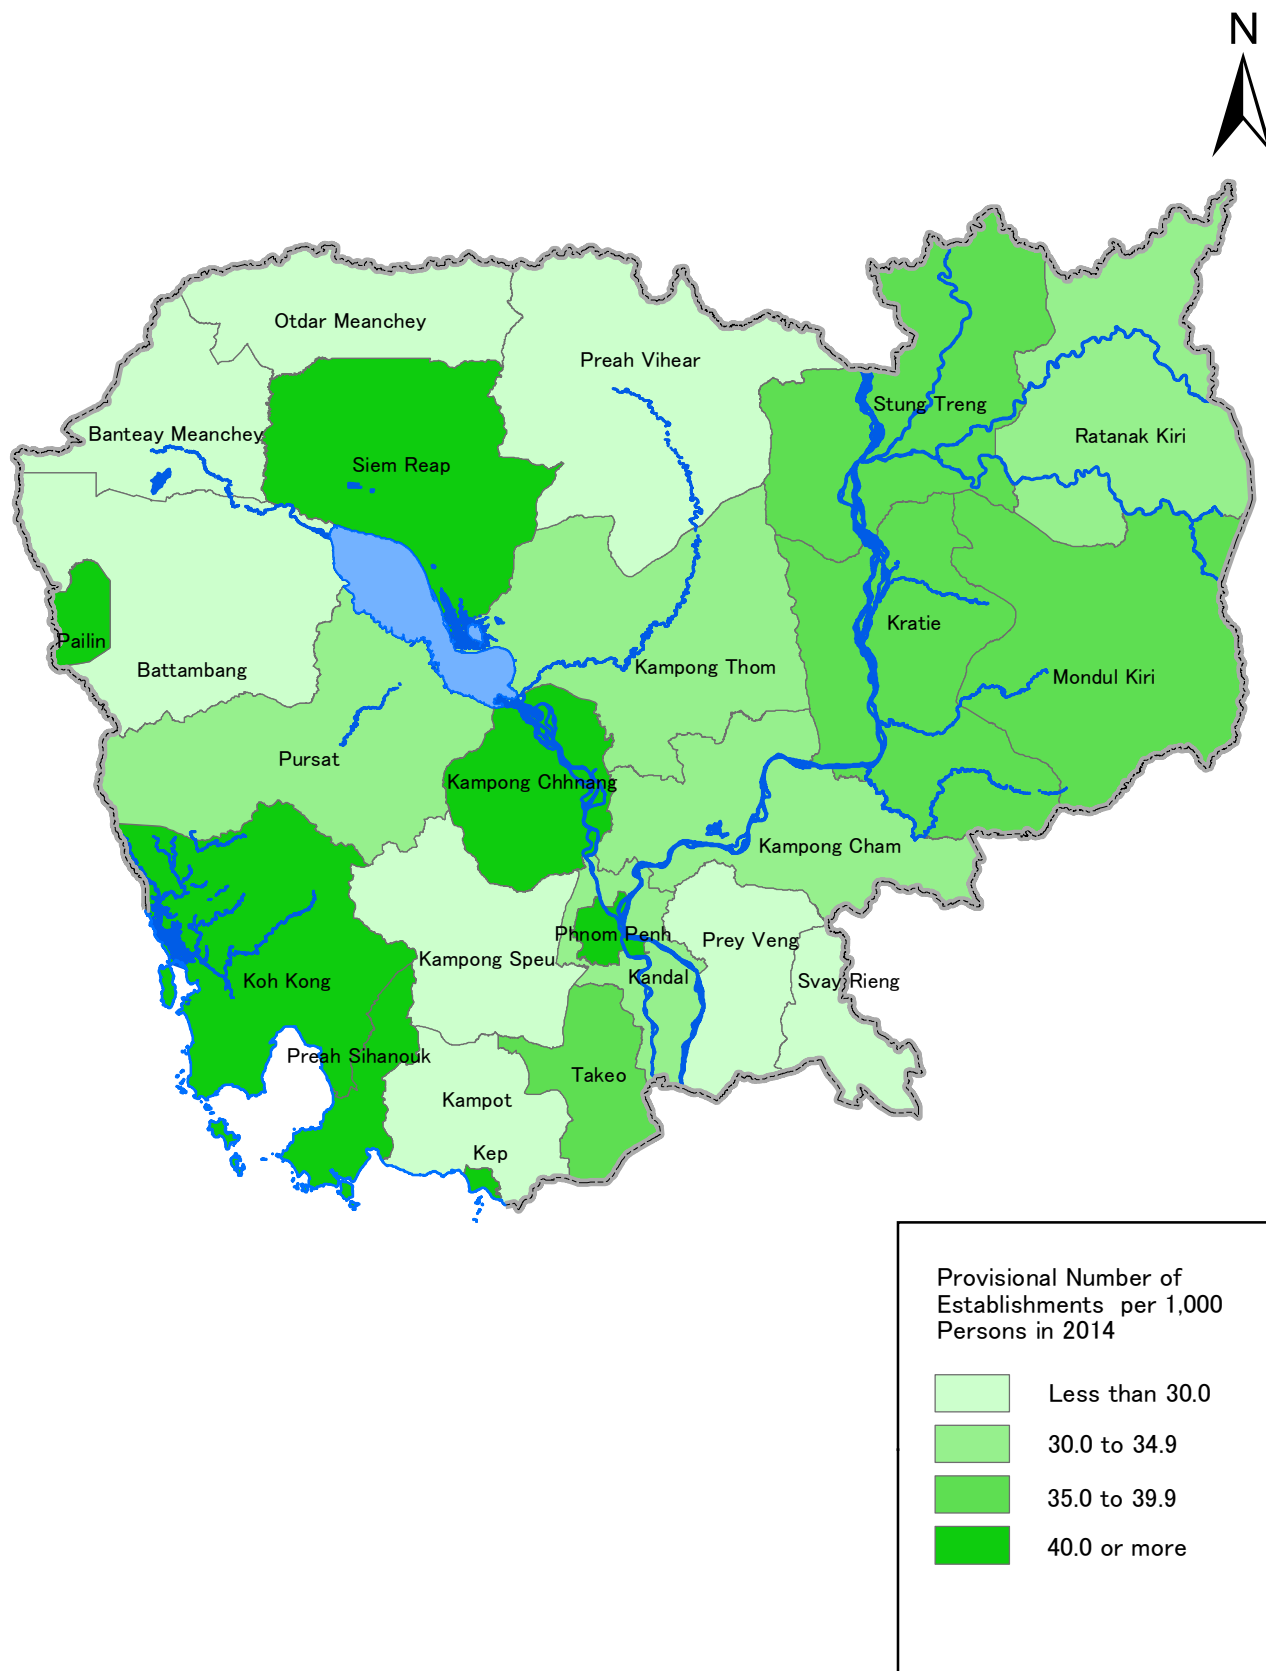 N
Otdar Meanchey
Preah Vihear
Stung Treng
Banteay Meanchey
Ratanak Kiri
Siem Reap
Kratie
Pailin
Battambang
Kampong Thom
Mondul Kiri
Pursat
Kampong Chhnang
Kampong Cham
Phnom Penh
Prey Veng
Kampong Speu
Kandal
Koh Kong
Svay Rieng
Preah Sihanouk
Takeo
Kampot
Kep
Provisional Number of
Establishments per 1,000
Persons in 2014
Less than 30.0
30.0 to 34.9
35.0 to 39.9
40.0 or more